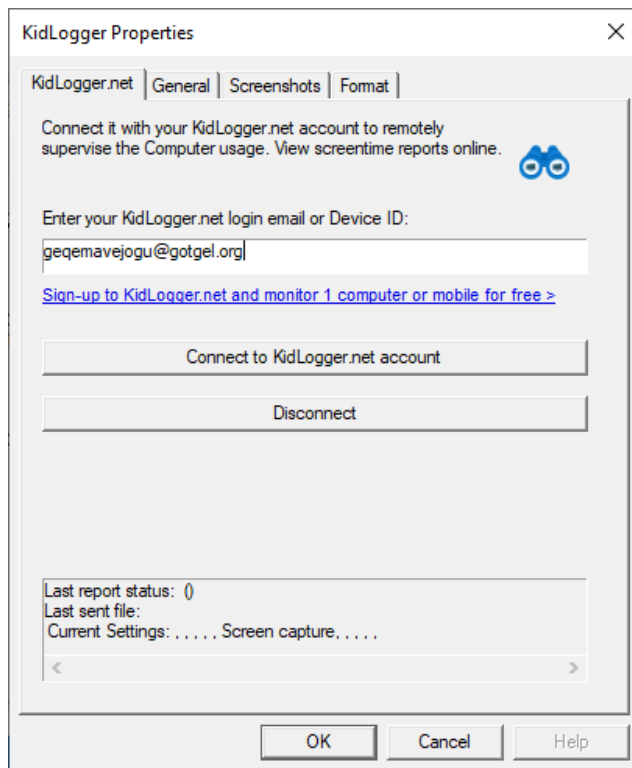 KidLogger Properties
KidLogger.net General Screenshots Format
Connect it with your KidLogger.net account to remotely
supervise the Computer usage. View screentime reports online.
Enter your KidLogger.net login email or Device ID:
geqemavejogu@gotgel.org
Sign-up to KidLogger.net and monitor 1 computer or mobile for free >
Connect to KidLogger.net account
Disconnect
Last report status: ()
Last sent file:
Current Settings: , , , , , Screen capture, , , , ,
OK Cancel Help